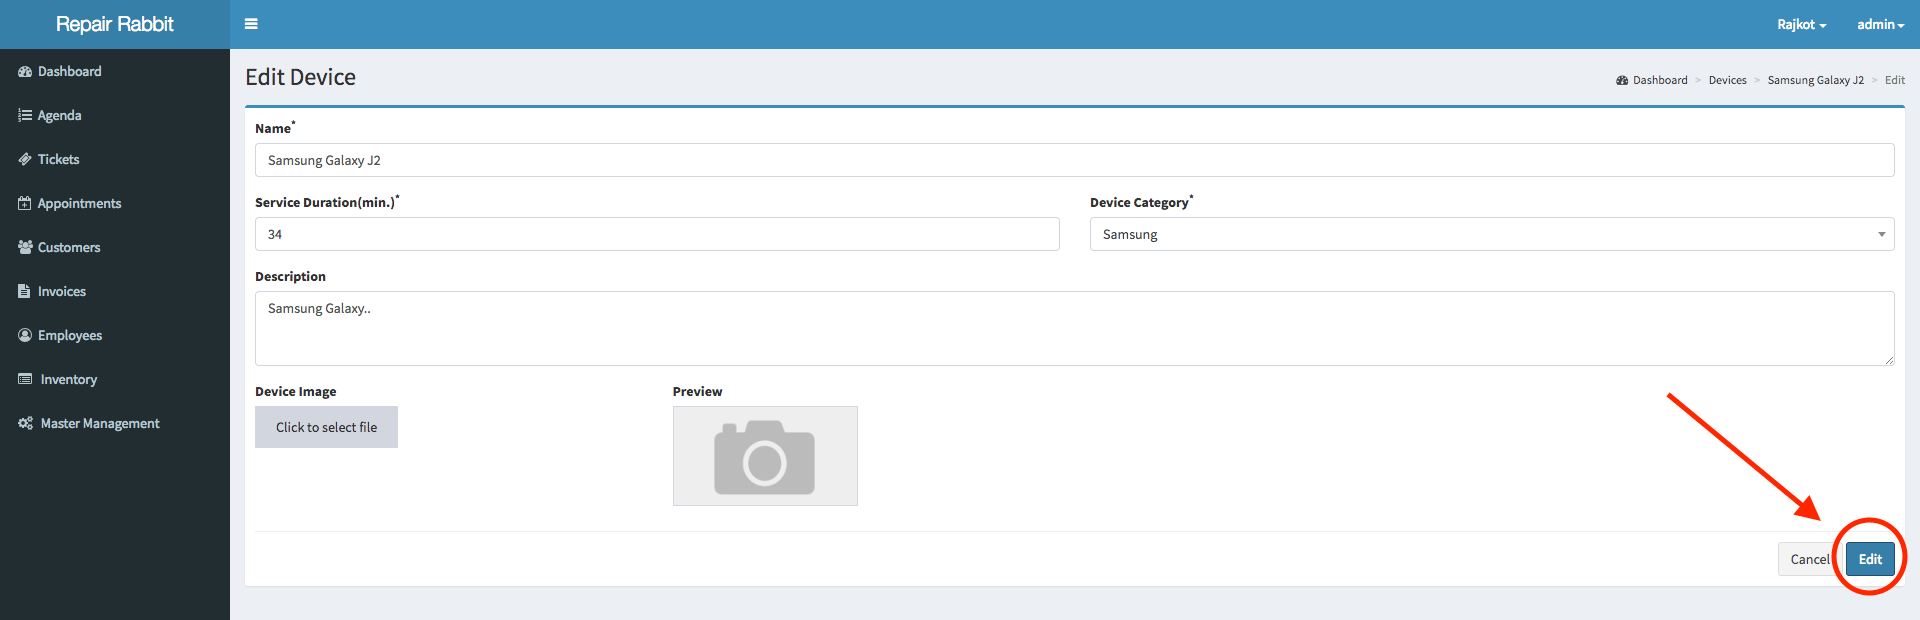 Repair Rabbit
Rajkot
admin
Dashboard
Agenda
Tickets
Appointments
Customers
Invoices
Employees
Inventory
Master Management
Edit Device
Dashboard > Devices > Samsung Galaxy J2 > Edit
Name*
Samsung Galaxy J2
Service Duration(min.)*
Device Category*
34
Samsung
Description
Samsung Galaxy..
Device Image
Preview
Click to select file
Cancel
Edit